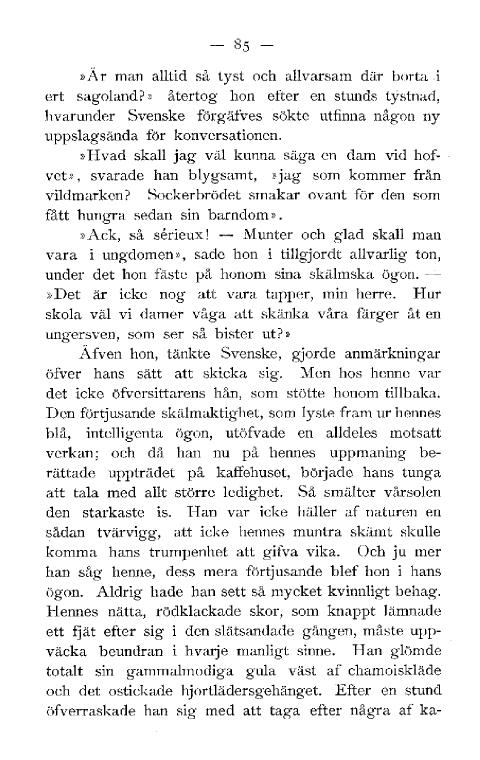 — 85 —
»Är man alltid så tyst och allvarsam där borta i
ert sagoland?» återtog hon efter en stunds tystnad,
hvarunder Svenske förgäfves sökte utfinna någon ny
uppslagsända för konversationen.
»Hvad skall jag väl kunna säga en dam vid hof-
vet», svarade han blygsamt, »jag som kommer från
vildmarken? Sockerbrödet smakar ovant för den som
fått hungra sedan sin barndom».
»Ack, så sérieux! — Munter och glad skall man
vara i ungdomen», sade hon i tillgjordt allvarlig ton,
under det hon fäste på honom sina skälmska ögon. —
»Det är icke nog att vara tapper, min herre. Hur
skola väl vi damer våga att skänka våra färger åt en
ungersven, som ser så bister ut?»
Äfven hon, tänkte Svenske, gjorde anmärkningar
öfver hans sätt att skicka sig. Men hos henne var
det icke öfversittarens hån, som stötte honom tillbaka.
Den förtjusande skälmaktighet, som lyste fram ur hennes
blå, intelligenta ögon, utöfvade en alldeles motsatt
verkan; och då han nu på hennes uppmaning be-
rättade uppträdet på kaffehuset, började hans tunga
att tala med allt större ledighet. Så smälter vårsolen
den starkaste is. Han var icke häller af naturen en
sådan tvärvigg, att icke hennes muntra skämt skulle
komma hans trumpenhet att gifva vika. Och ju mer
han såg henne, dess mera förtjusande blef hon i hans
ögon. Aldrig hade han sett så mycket kvinnligt behag.
Hennes nätta, rödklackade skor, som knappt lämnade
ett fjät efter sig i den slätsandade gången, måste upp-
väcka beundran i hvarje manligt sinne. Han glömde
totalt sin gammalmodiga gula väst af chamoiskläde
och det ostickade hjortlädersgehänget. Efter en stund
öfverraskade han sig med att taga efter några af ka-